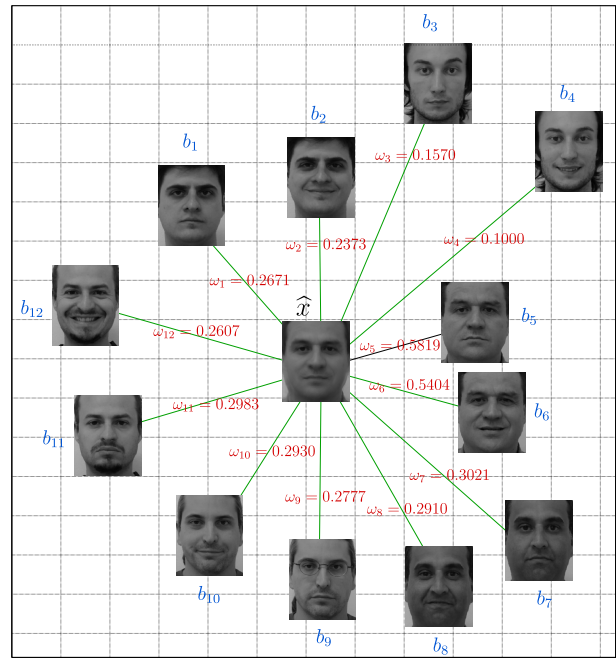 b₃
b₄
b₂
b₁
ω₃ = 0.1570
ω₂ = 0.2373
ω₄ = 0.1000
ω₁ = 0.2671
b₁₂
x̂
b₅
ω₁₂ = 0.2607
ω₅ = 0.5819
ω₆ = 0.5404
ω₁₁ = 0.2983
b₆
b₁₁
ω₁₀ = 0.2930
ω₇ = 0.3021
ω₉ = 0.2777
ω₈ = 0.2910
b₁₀
b₇
b₉
b₈